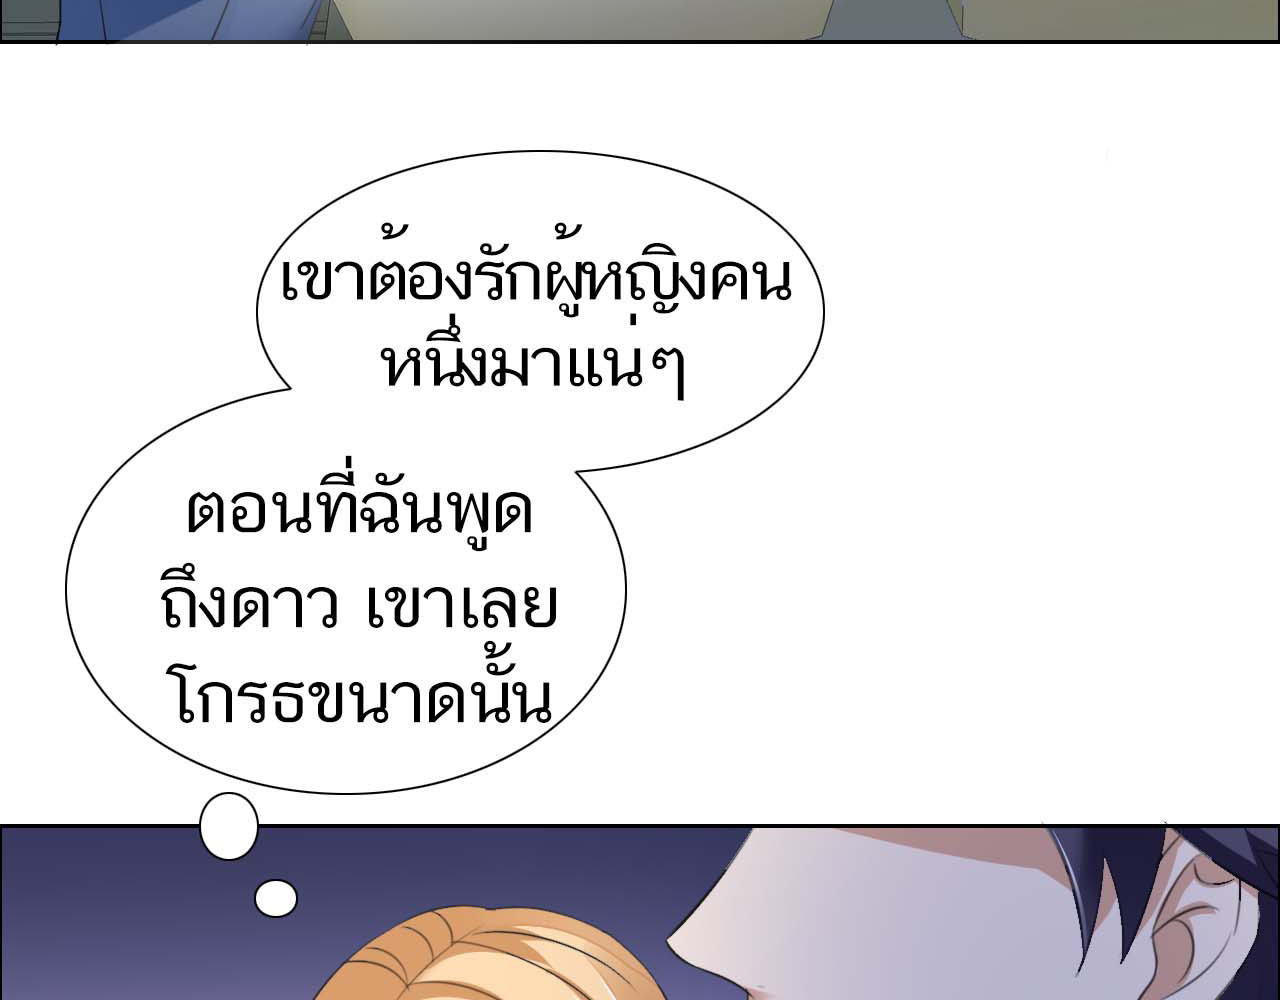 เขาต้องรักผู้หญิงคน
หนึ่งมาแน่ๆ
ตอนที่ฉันพูด
ถึงดาว เขาเลย
โกรธขนาดนั้น